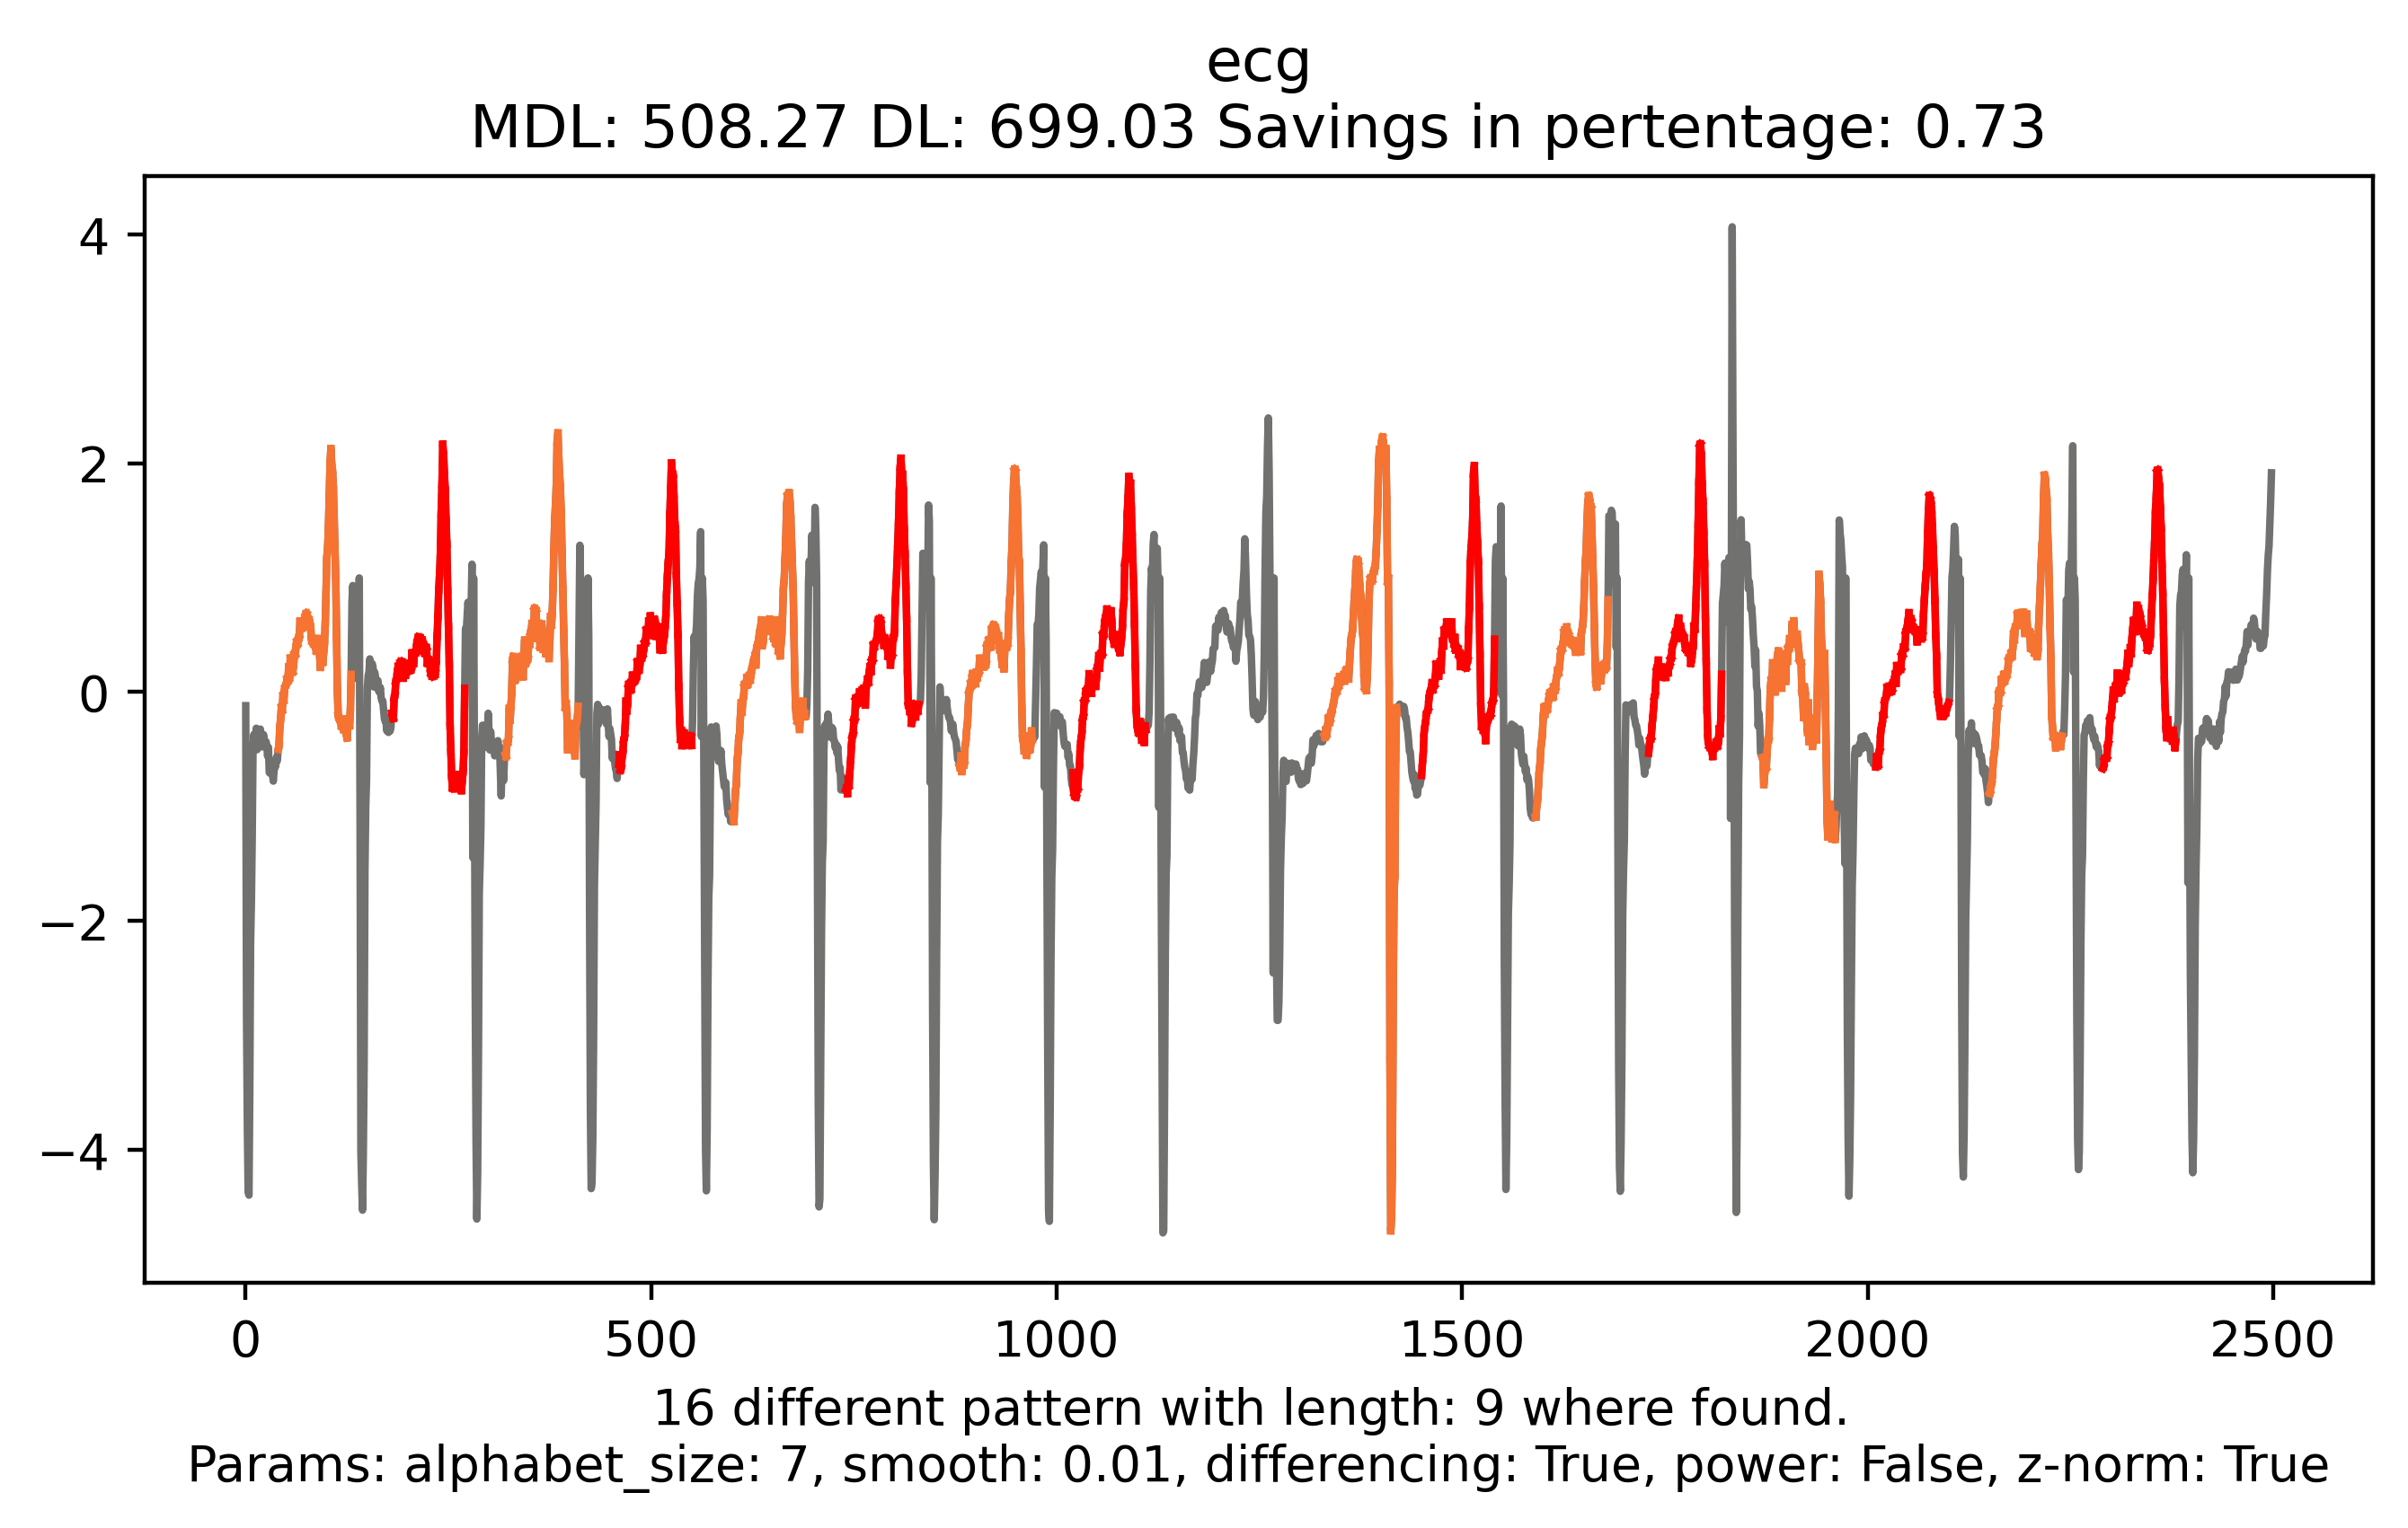 ecg
MDL: 508.27 DL: 699.03 Savings in pertentage: 0.73
4
2
0
−2
−4
0 500 1000 1500 2000 2500
16 different pattern with length: 9 where found.
Params: alphabet_size: 7, smooth: 0.01, differencing: True, power: False, z-norm: True